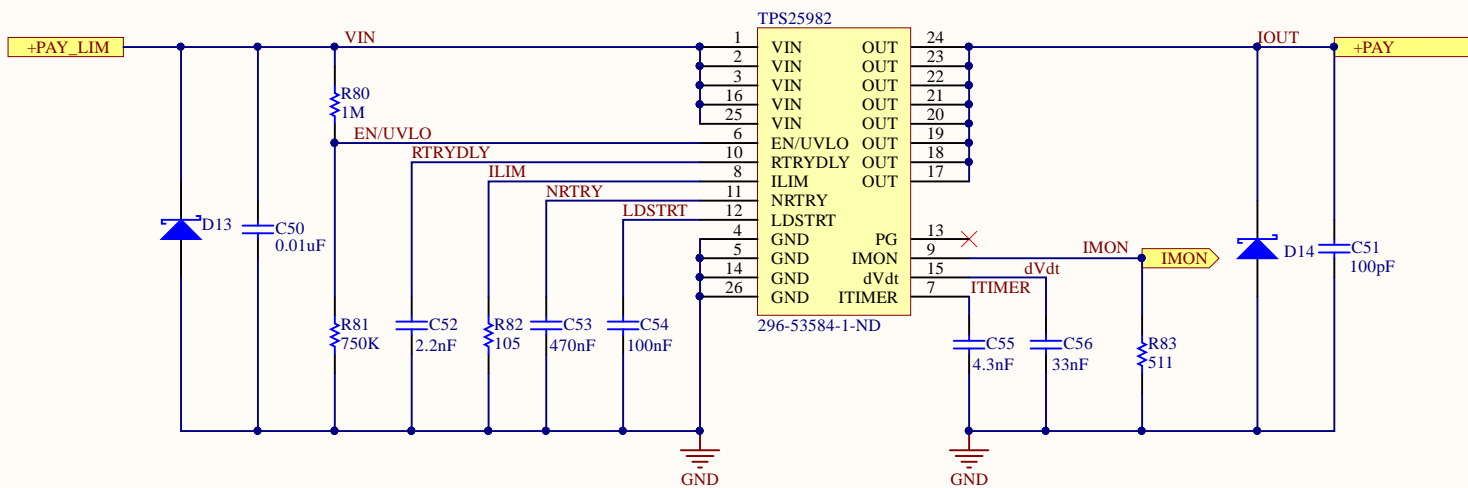 TPS25982
+PAY_LIM
VIN
1 VIN OUT 24
2 VIN OUT 23
3 VIN OUT 22
16 VIN OUT 21
25 VIN OUT 20
6 EN/UVLO OUT 19
10 RTRYDLY OUT 18
8 ILIM OUT 17
11 NRTRY
12 LDSTRT
4 GND PG 13
5 GND IMON 9
14 GND dVdt 15
26 GND ITIMER 7
296-53584-1-ND
IOUT
+PAY
R80
1M
EN/UVLO
RTRYDLY
ILIM
NRTRY
LDSTRT
D13
C50
0.01uF
R81
750K
C52
2.2nF
R82
105
C53
470nF
C54
100nF
GND
IMON
IMON
dVdt
ITIMER
C55
4.3nF
C56
33nF
R83
511
D14
C51
100pF
GND